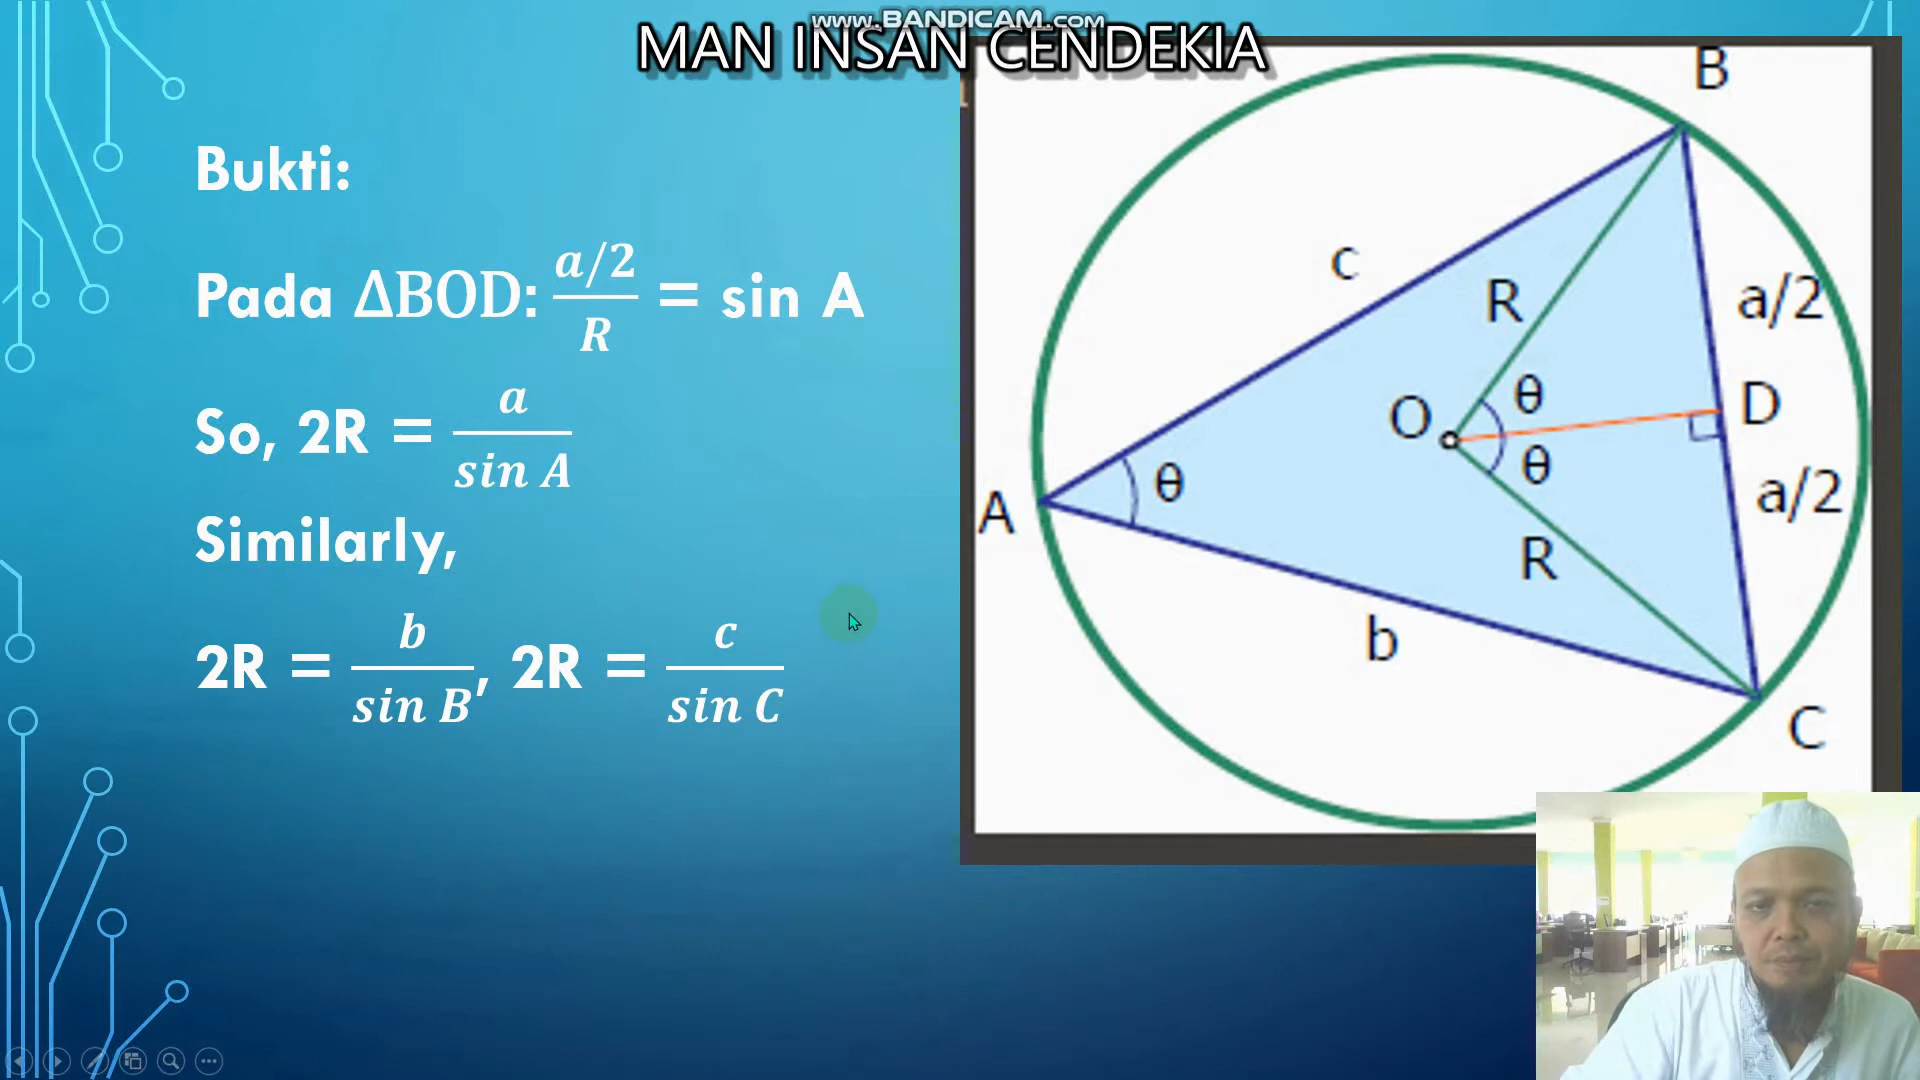 www.BANDICAM.com
MAN INSAN CENDEKIA
Bukti:
Pada ΔBOD: a/2 / R = sin A
So, 2R = a / sin A
Similarly,
2R = b / sin B, 2R = c / sin C
B
c
R
a/2
O
θ
D
θ
A
θ
a/2
R
b
C